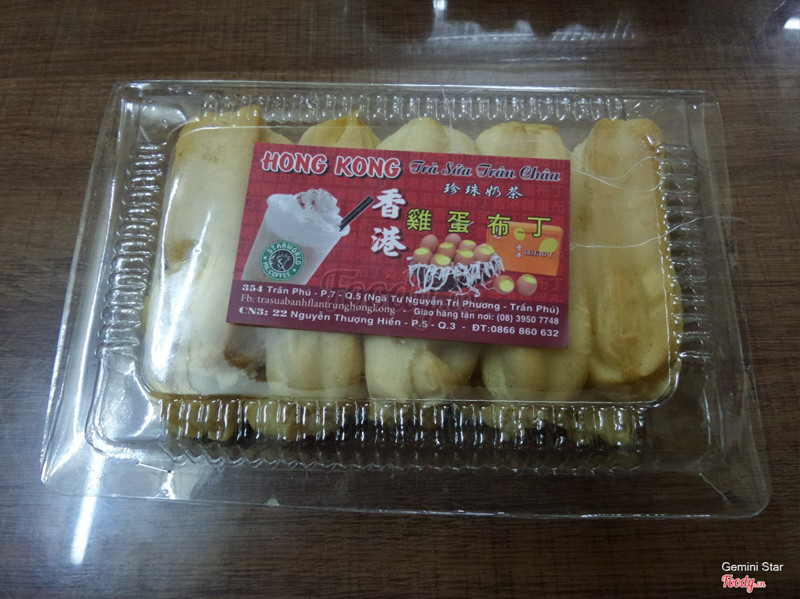 HONG KONG Trà Sữa Trân Châu
珍珠奶茶
香港
雞蛋布丁
STARWORLD
COFFEE
354 Trần Phú - P.7 - Q.5 (Ngã Tư Nguyễn Tri Phương - Trần Phú)
Fb: trasuabanhflantrunghongkong - Giao hàng tận nơi: (08) 3950 7748
CN3: 22 Nguyễn Thượng Hiền - P.5 - Q.3 - ĐT:0866 860 632
Gemini Star
Foody.vn